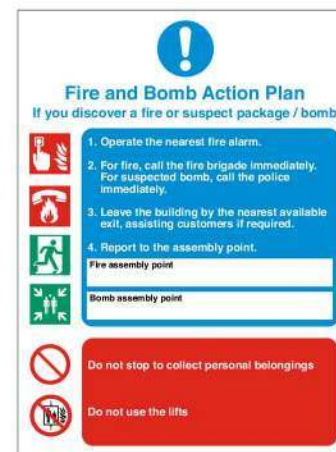 Fire and Bomb Action Plan
If you discover a fire or suspect package / bomb
1. Operate the nearest fire alarm.
2. For fire, call the fire brigade immediately.
For suspected bomb, call the police
immediately.
3. Leave the building by the nearest available
exit, assisting customers if required.
4. Report to the assembly point.
Fire assembly point
Bomb assembly point
Do not stop to collect personal belongings
Do not use the lifts